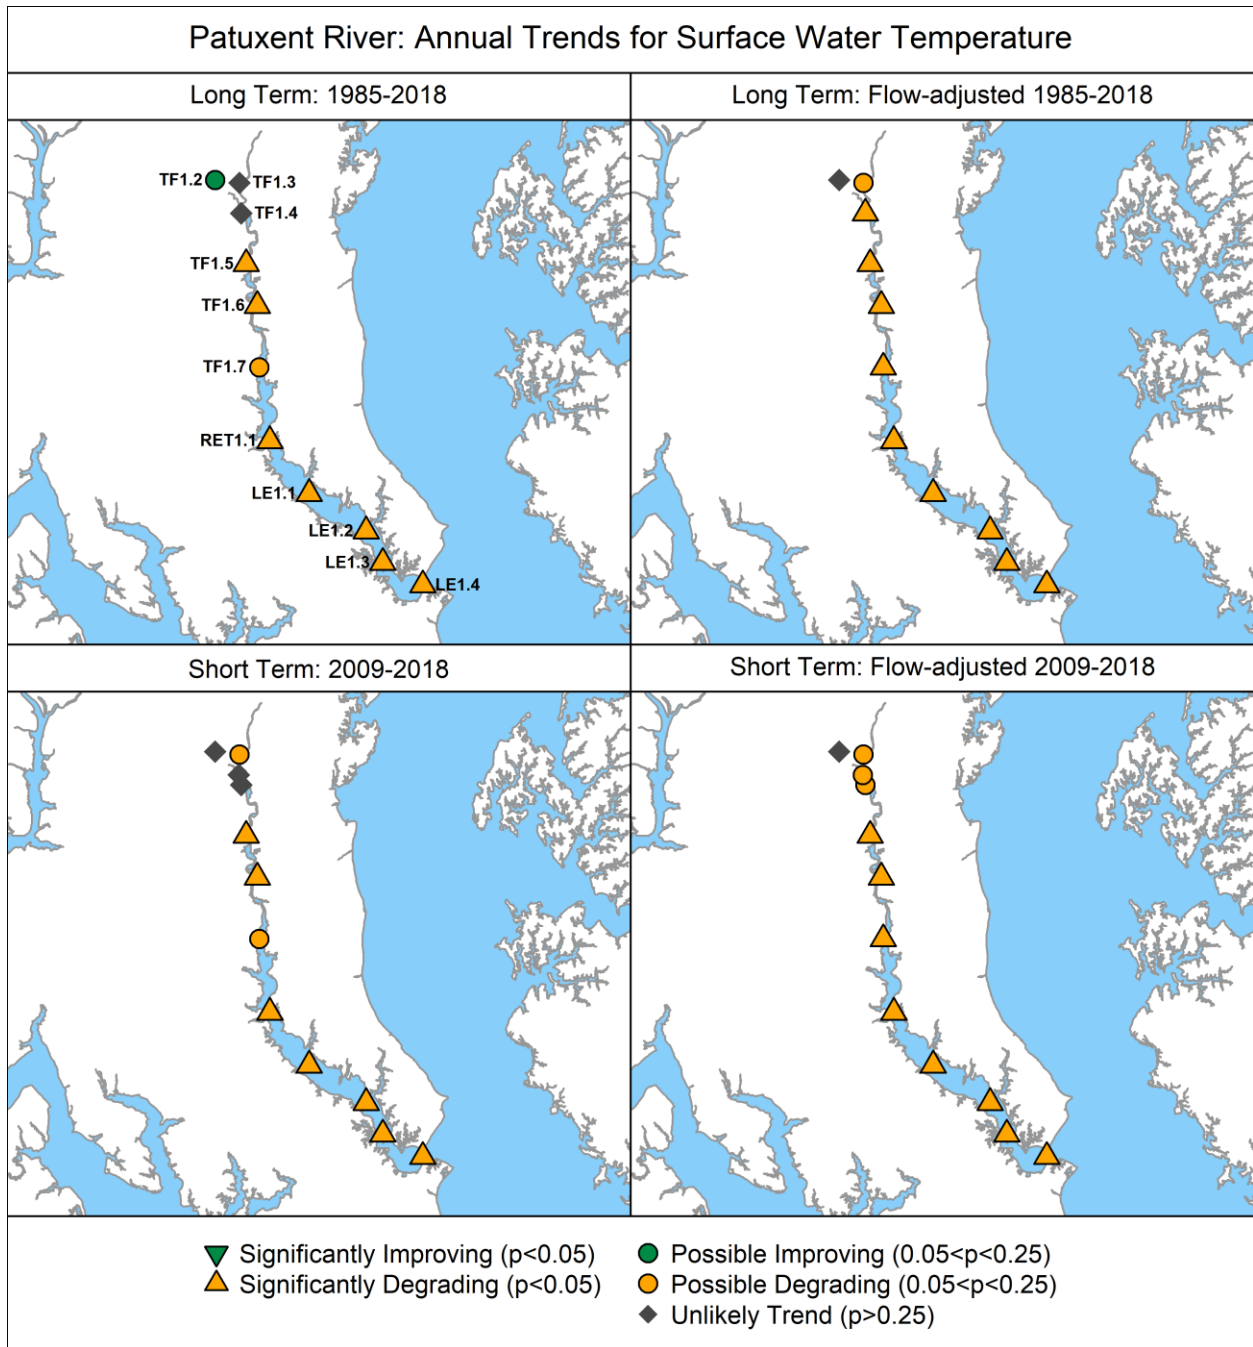 Patuxent River: Annual Trends for Surface Water Temperature
Long Term: 1985-2018
Long Term: Flow-adjusted 1985-2018
TF1.2
TF1.3
TF1.4
TF1.5
TF1.6
TF1.7
RET1.1
LE1.1
LE1.2
LE1.3
LE1.4
Short Term: 2009-2018
Short Term: Flow-adjusted 2009-2018
Significantly Improving (p<0.05)
Significantly Degrading (p<0.05)
Possible Improving (0.05<p<0.25)
Possible Degrading (0.05<p<0.25)
Unlikely Trend (p>0.25)